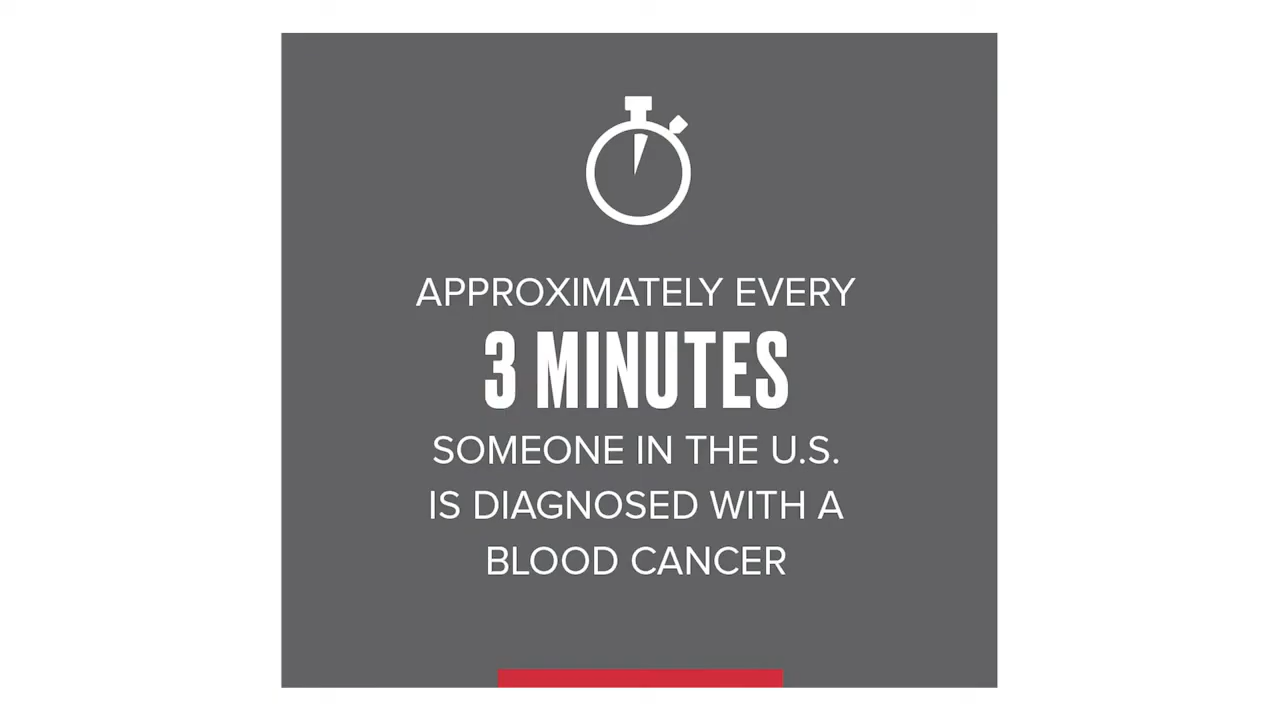 APPROXIMATELY EVERY
3 MINUTES
SOMEONE IN THE U.S.
IS DIAGNOSED WITH A
BLOOD CANCER